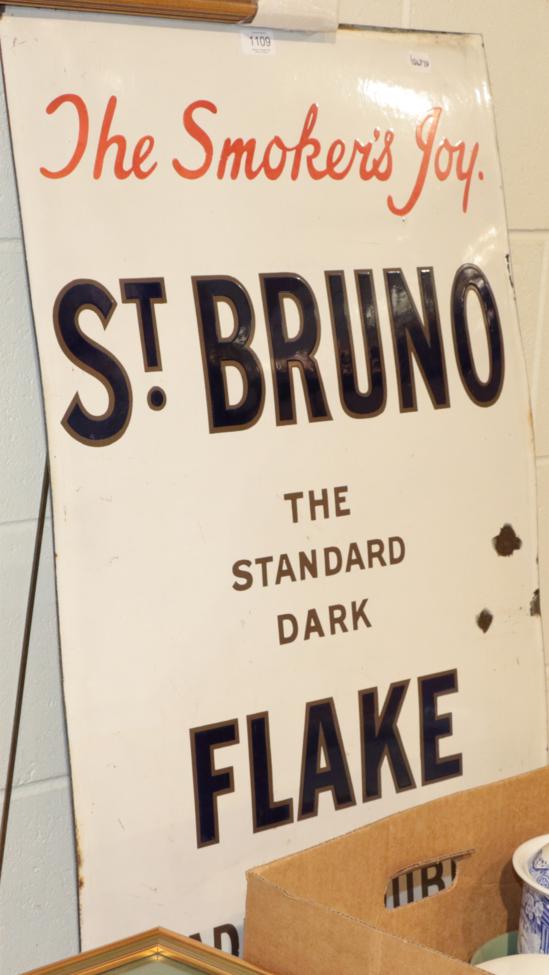 1109
The Smoker's Joy.
ST. BRUNO
THE
STANDARD
DARK
FLAKE